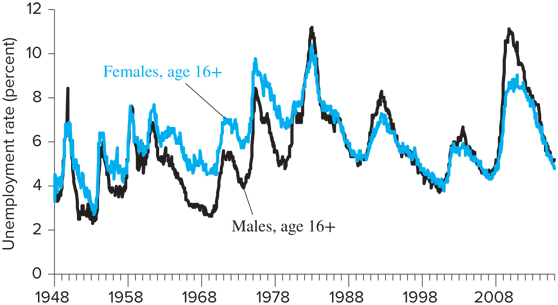 Unemployment rate (percent)
12
10
8
6
4
2
0
Females, age 16+
Males, age 16+
1948 1958 1968 1978 1988 1998 2008